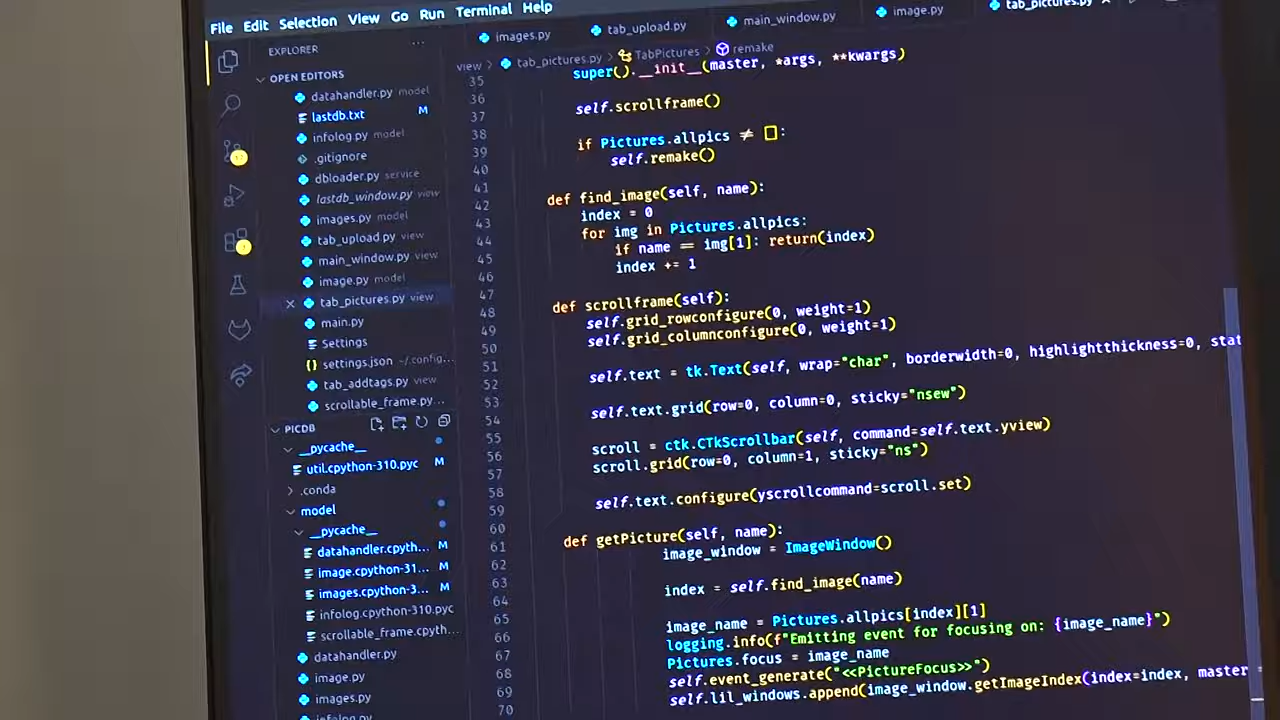 File Edit Selection View Go Run Terminal Help
EXPLORER ...
OPEN EDITORS
datahandler.py model
lastdb.txt M
infolog.py model
.gitignore
dbloader.py service
lastdb_window.py view
images.py model
tab_upload.py view
main_window.py view
image.py model
tab_pictures.py view
main.py
Settings
settings.json ~/.config...
tab_addtags.py view
scrollable_frame.py...
PICDB
__pycache__
util.cpython-310.pyc M
.conda
model
__pycache__
datahandler.cpyth... M
image.cpython-31... M
images.cpython-3... M
infolog.cpython-310.pyc
scrollable_frame.cpyth...
datahandler.py
image.py
images.py
infolog.py
images.py tab_upload.py main_window.py image.py tab_pictures.py
view > tab_pictures.py > TabPictures > remake
35 super().__init__(master, *args, **kwargs)
36
37 self.scrollframe()
38
39 if Pictures.allpics ≠ []:
40 self.remake()
41
42 def find_image(self, name):
43 index = 0
44 for img in Pictures.allpics:
45 if name == img[1]: return(index)
46 index += 1
47
48 def scrollframe(self):
49 self.grid_rowconfigure(0, weight=1)
50 self.grid_columnconfigure(0, weight=1)
51
52 self.text = tk.Text(self, wrap="char", borderwidth=0, highlightthickness=0, stat
53
54 self.text.grid(row=0, column=0, sticky="nsew")
55
56 scroll = ctk.CTkScrollbar(self, command=self.text.yview)
57 scroll.grid(row=0, column=1, sticky="ns")
58
59 self.text.configure(yscrollcommand=scroll.set)
60
61 def getPicture(self, name):
62 image_window = ImageWindow()
63
64 index = self.find_image(name)
65
66 image_name = Pictures.allpics[index][1]
67 logging.info(f"Emitting event for focusing on: {image_name}")
68 Pictures.focus = image_name
69 self.event_generate("<<PictureFocus>>")
70 self.lil_windows.append(image_window.getImageIndex(index=index, master =